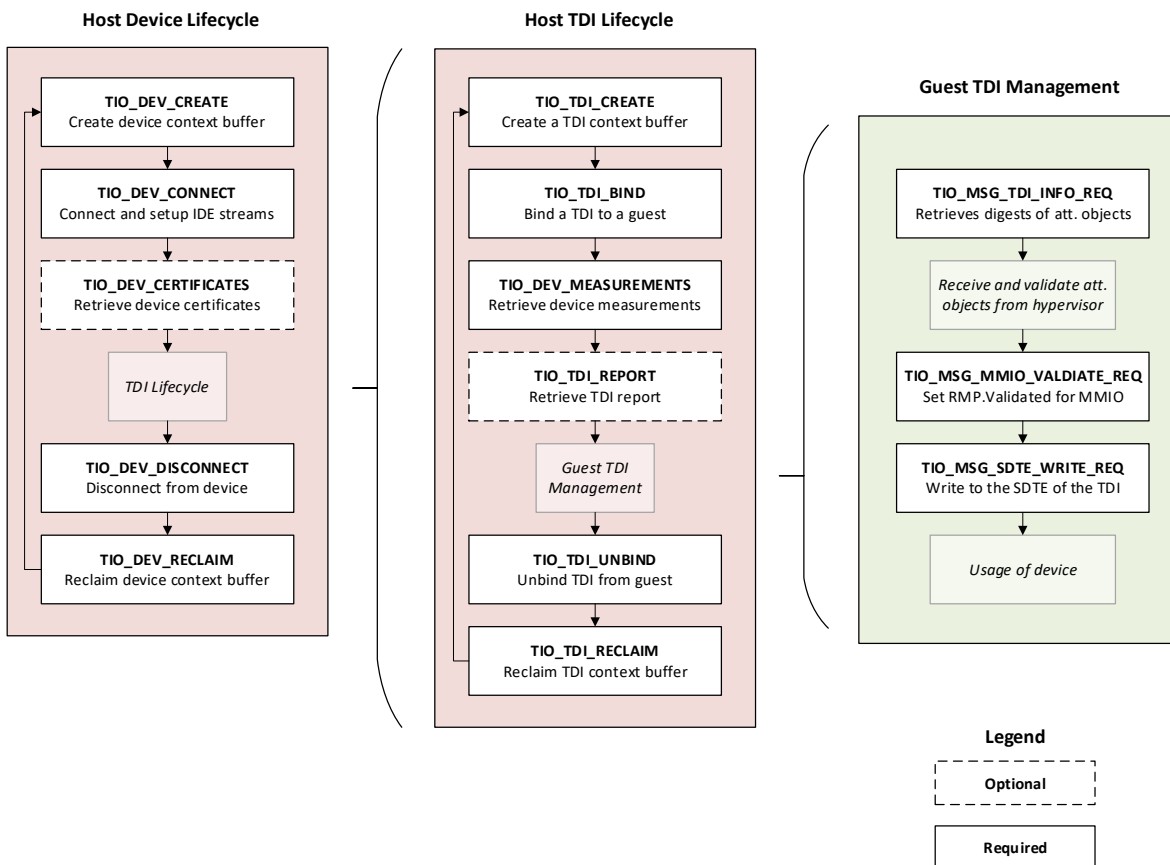 Host Device Lifecycle
TIO_DEV_CREATE
Create device context buffer
TIO_DEV_CONNECT
Connect and setup IDE streams
TIO_DEV_CERTIFICATES
Retrieve device certificates
TDI Lifecycle
TIO_DEV_DISCONNECT
Disconnect from device
TIO_DEV_RECLAIM
Reclaim device context buffer
Host TDI Lifecycle
TIO_TDI_CREATE
Create a TDI context buffer
TIO_TDI_BIND
Bind a TDI to a guest
TIO_DEV_MEASUREMENTS
Retrieve device measurements
TIO_TDI_REPORT
Retrieve TDI report
Guest TDI
Management
TIO_TDI_UNBIND
Unbind TDI from guest
TIO_TDI_RECLAIM
Reclaim TDI context buffer
Guest TDI Management
TIO_MSG_TDI_INFO_REQ
Retrieves digests of att. objects
Receive and validate att.
objects from hypervisor
TIO_MSG_MMIO_VALDIATE_REQ
Set RMP.Validated for MMIO
TIO_MSG_SDTE_WRITE_REQ
Write to the SDTE of the TDI
Usage of device
Legend
Optional
Required